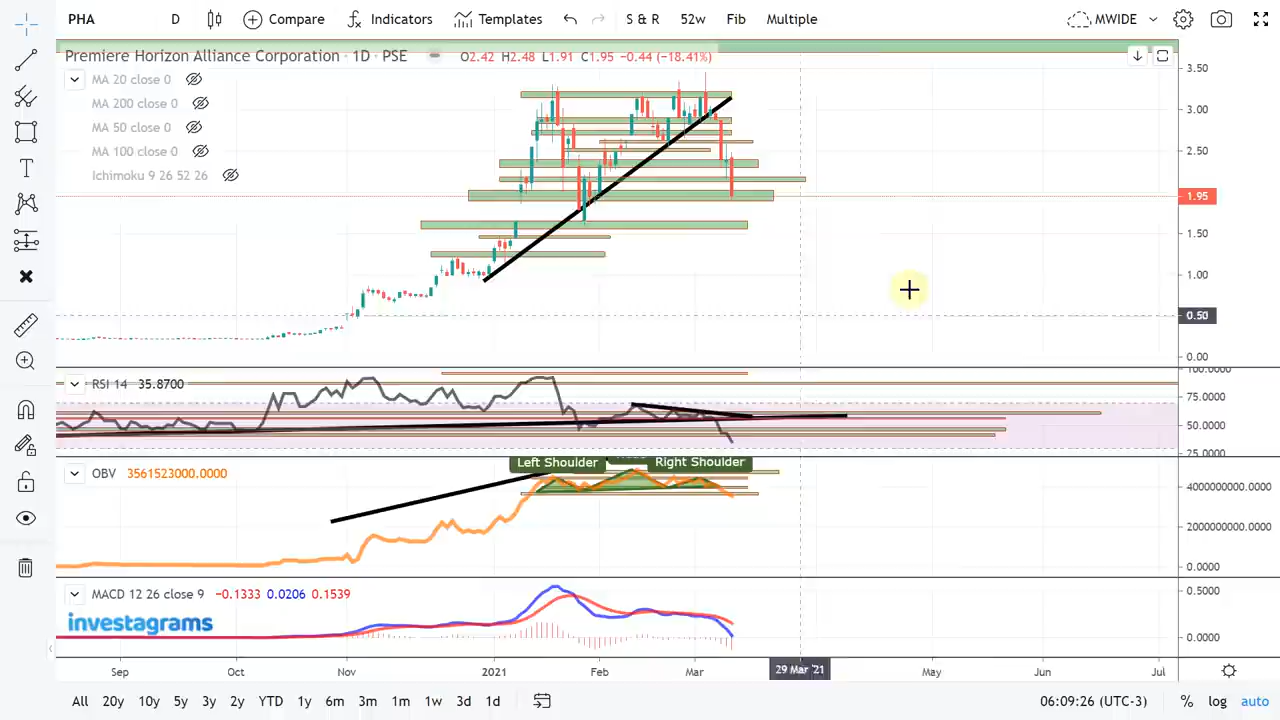 PHA D Compare Indicators Templates S & R 52w Fib Multiple MWIDE
Premiere Horizon Alliance Corporation · 1D · PSE O2.42 H2.48 L1.91 C1.95 −0.44 (−18.41%)
MA 20 close 0
MA 200 close 0
MA 50 close 0
MA 100 close 0
Ichimoku 9 26 52 26
3.50
3.00
2.50
1.95
1.50
1.00
0.50
0.00
RSI 14 35.8700
100.0000
75.0000
50.0000
25.0000
Left Shoulder Right Shoulder
OBV 3561523000.0000
4000000000.0000
2000000000.0000
0.0000
MACD 12 26 close 9 −0.1333 0.0206 0.1539
0.5000
0.0000
investagrams
Sep Oct Nov 2021 Feb Mar 29 Mar '21 May Jun Jul
All 20y 10y 5y 3y 2y YTD 1y 6m 3m 1m 1w 3d 1d 06:09:26 (UTC-3) % log auto